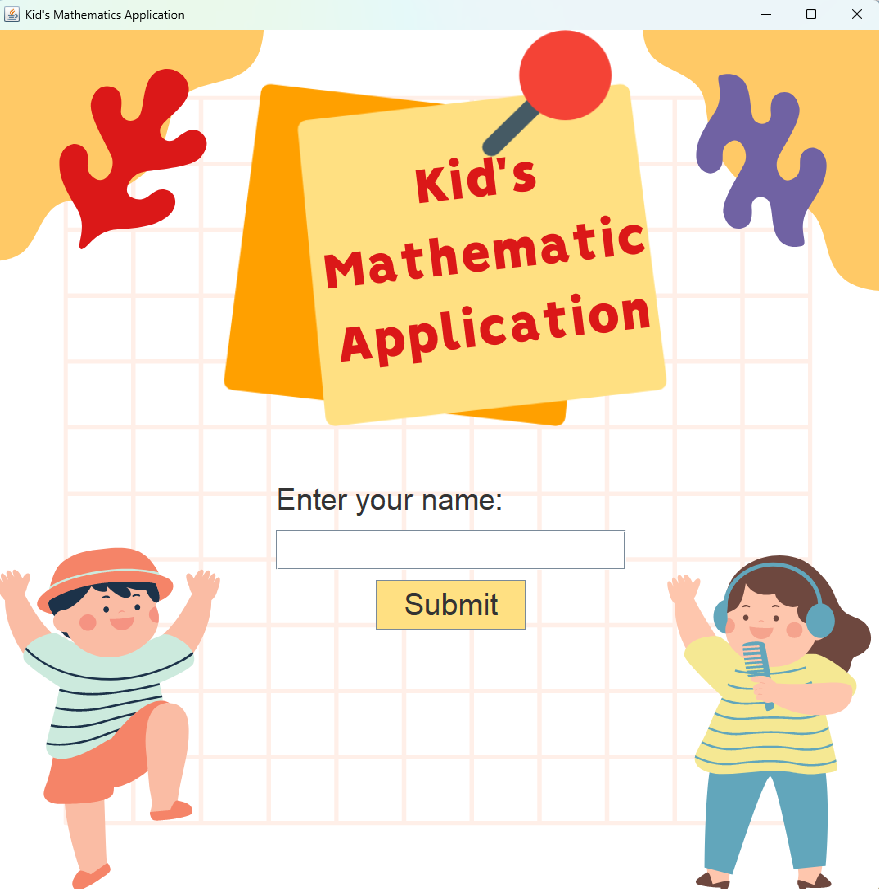 Kid's Mathematics Application
Kid's
Mathematic
Application
Enter your name:
Submit